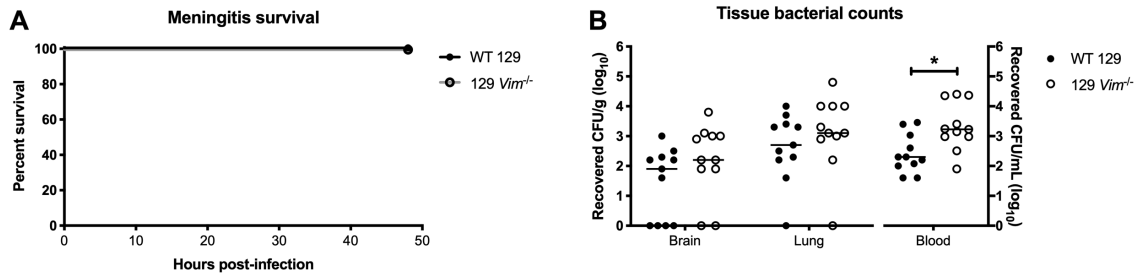 A
Meningitis survival
Percent survival
100
80
60
40
20
0
0 10 20 30 40 50
Hours post-infection
WT 129
129 Vim-/-
B
Tissue bacterial counts
Recovered CFU/g (log10)
6
5
4
3
2
1
0
*
Brain Lung Blood
6
5
4
3
2
1
0
Recovered CFU/mL (log10)
WT 129
129 Vim-/-